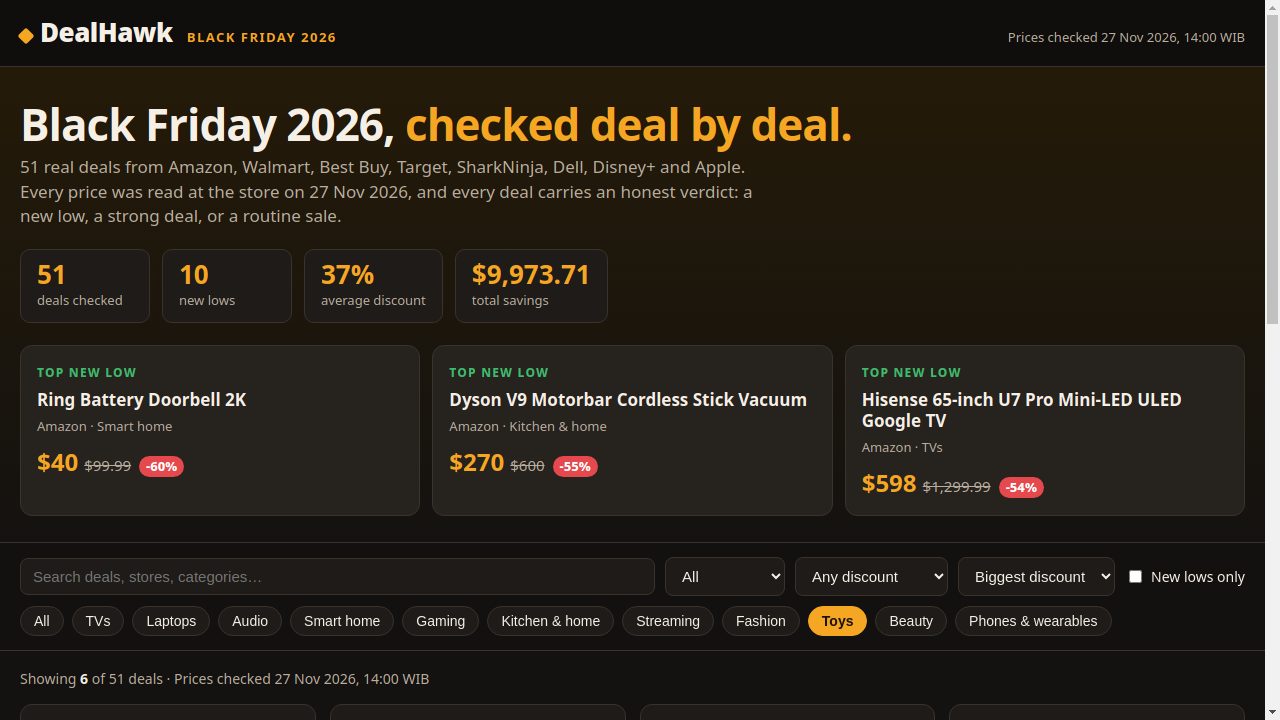 DealHawk BLACK FRIDAY 2026
Prices checked 27 Nov 2026, 14:00 WIB
Black Friday 2026, checked deal by deal.
51 real deals from Amazon, Walmart, Best Buy, Target, SharkNinja, Dell, Disney+ and Apple.
Every price was read at the store on 27 Nov 2026, and every deal carries an honest verdict: a
new low, a strong deal, or a routine sale.
51
deals checked
10
new lows
37%
average discount
$9,973.71
total savings
TOP NEW LOW
Ring Battery Doorbell 2K
Amazon · Smart home
$40 $99.99 -60%
TOP NEW LOW
Dyson V9 Motorbar Cordless Stick Vacuum
Amazon · Kitchen & home
$270 $600 -55%
TOP NEW LOW
Hisense 65-inch U7 Pro Mini-LED ULED
Google TV
Amazon · TVs
$598 $1,299.99 -54%
Search deals, stores, categories…
All
Any discount
Biggest discount
New lows only
All
TVs
Laptops
Audio
Smart home
Gaming
Kitchen & home
Streaming
Fashion
Toys
Beauty
Phones & wearables
Showing 6 of 51 deals · Prices checked 27 Nov 2026, 14:00 WIB